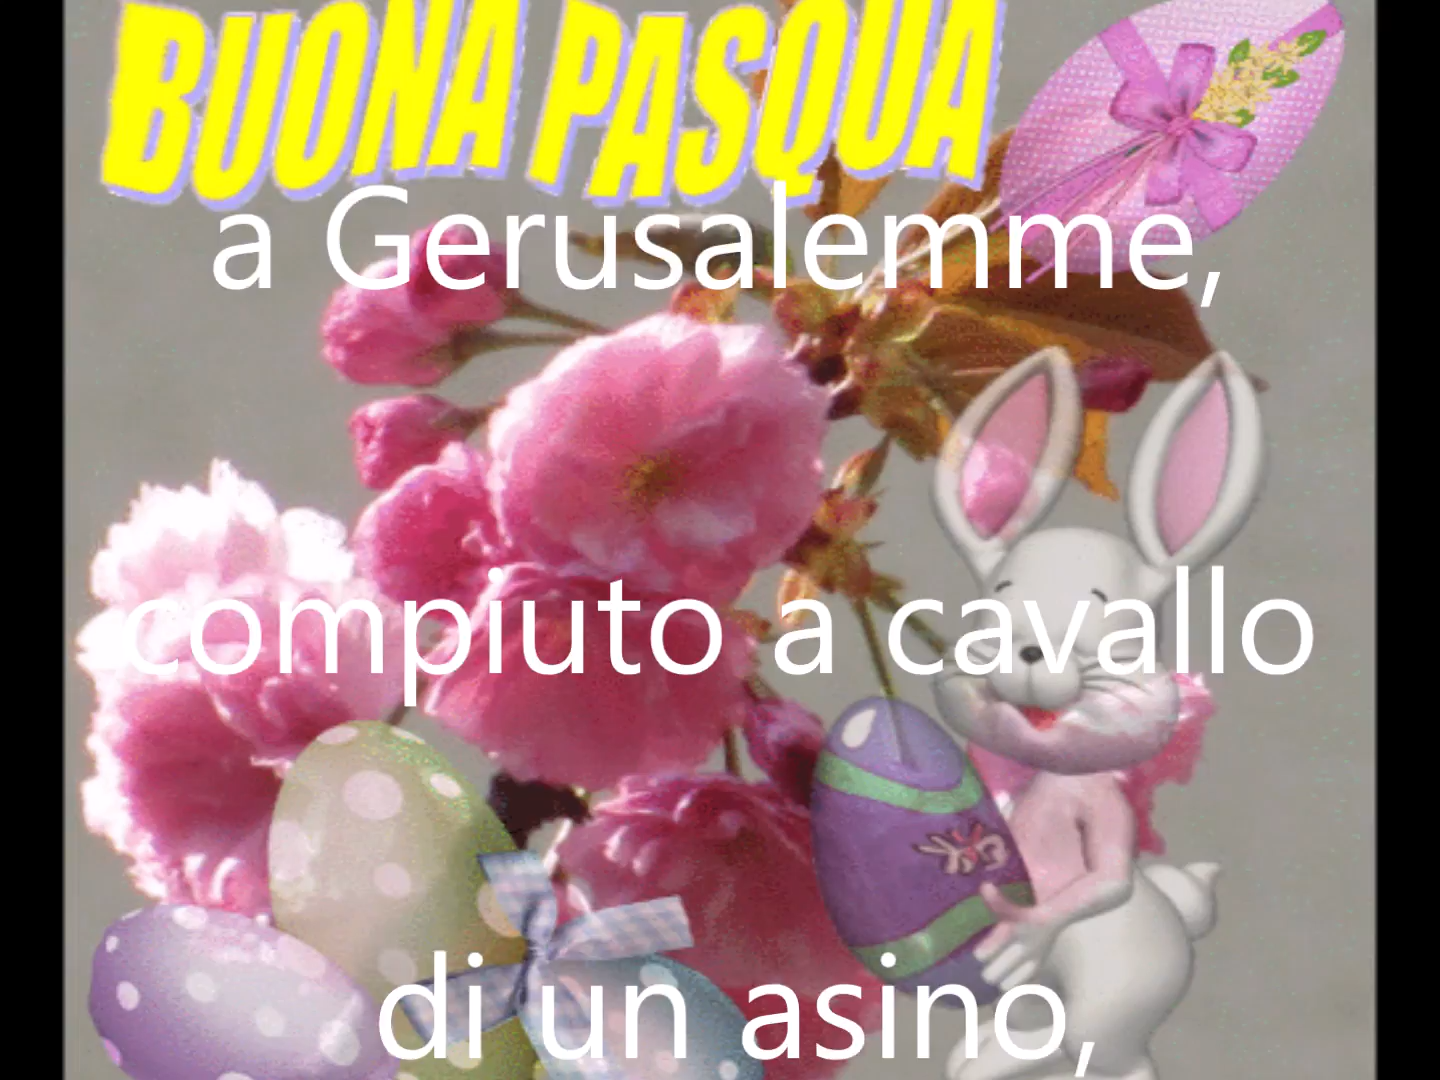 BUONA PASQUA
a Gerusalemme,
compiuto a cavallo
di un asino,